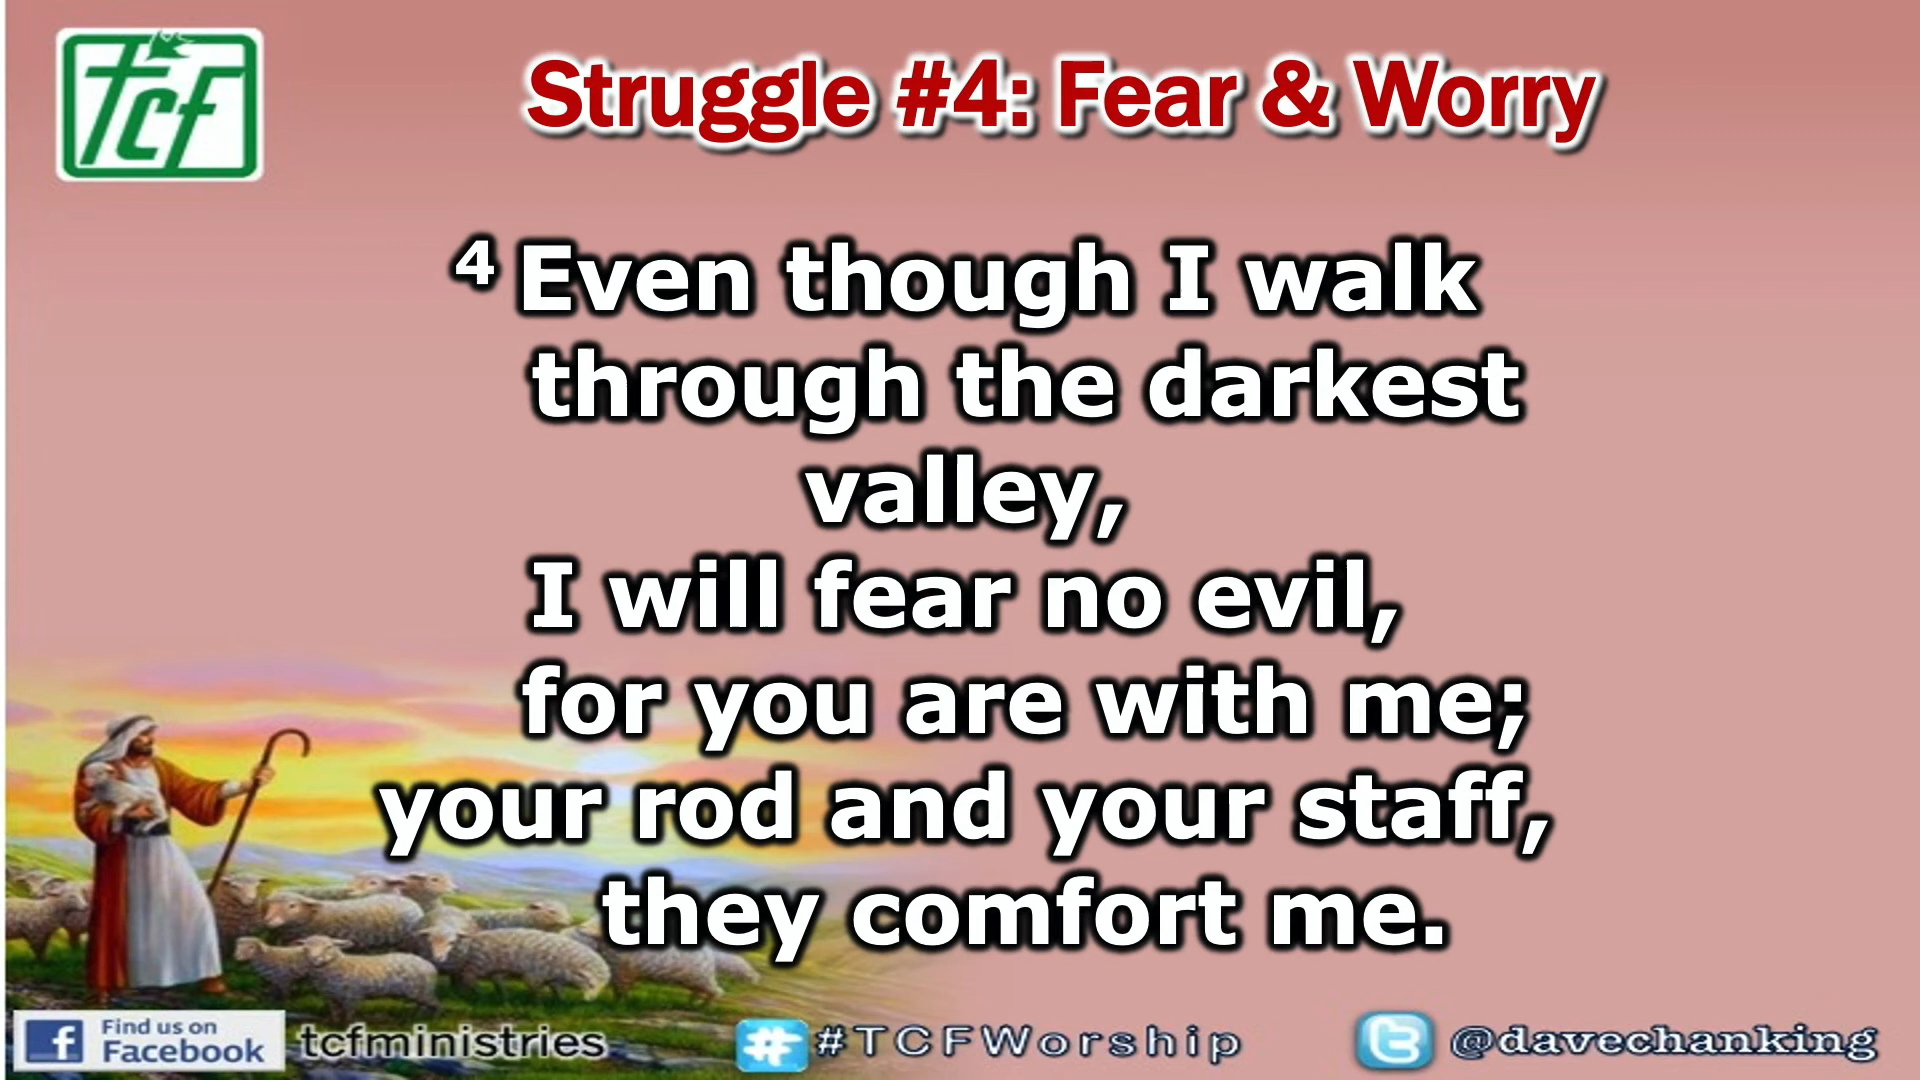 tcf
Struggle #4: Fear & Worry
4 Even though I walk
through the darkest
valley,
I will fear no evil,
for you are with me;
your rod and your staff,
they comfort me.
Find us on
Facebook
tcfministries
#TCFWorship
@davechanking